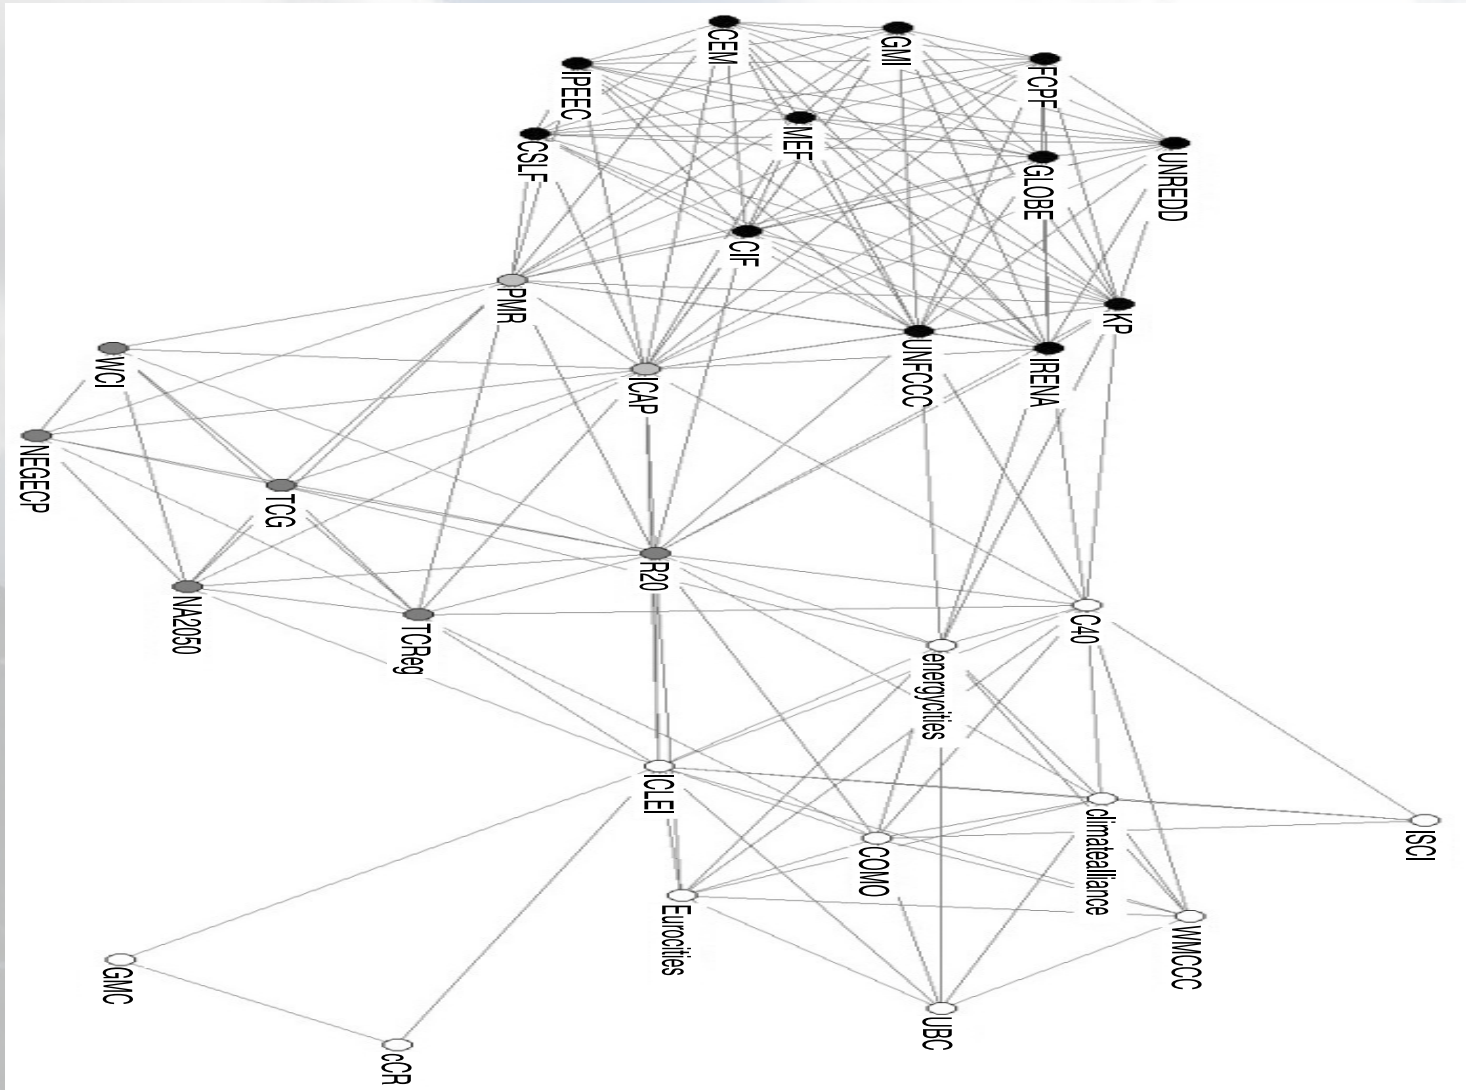 CEM
GMI
FCPF
IPEEC
MEF
CSLF
GLOBE
UNREDD
CIF
PMR
KP
UNFCCC
IRENA
WCI
ICAP
NEGECP
TCG
R20
NA2050
TCReg
C40
energycities
ICLEI
climatealliance
COMO
ISCI
Eurocities
WMCCC
GMC
UBC
cCR